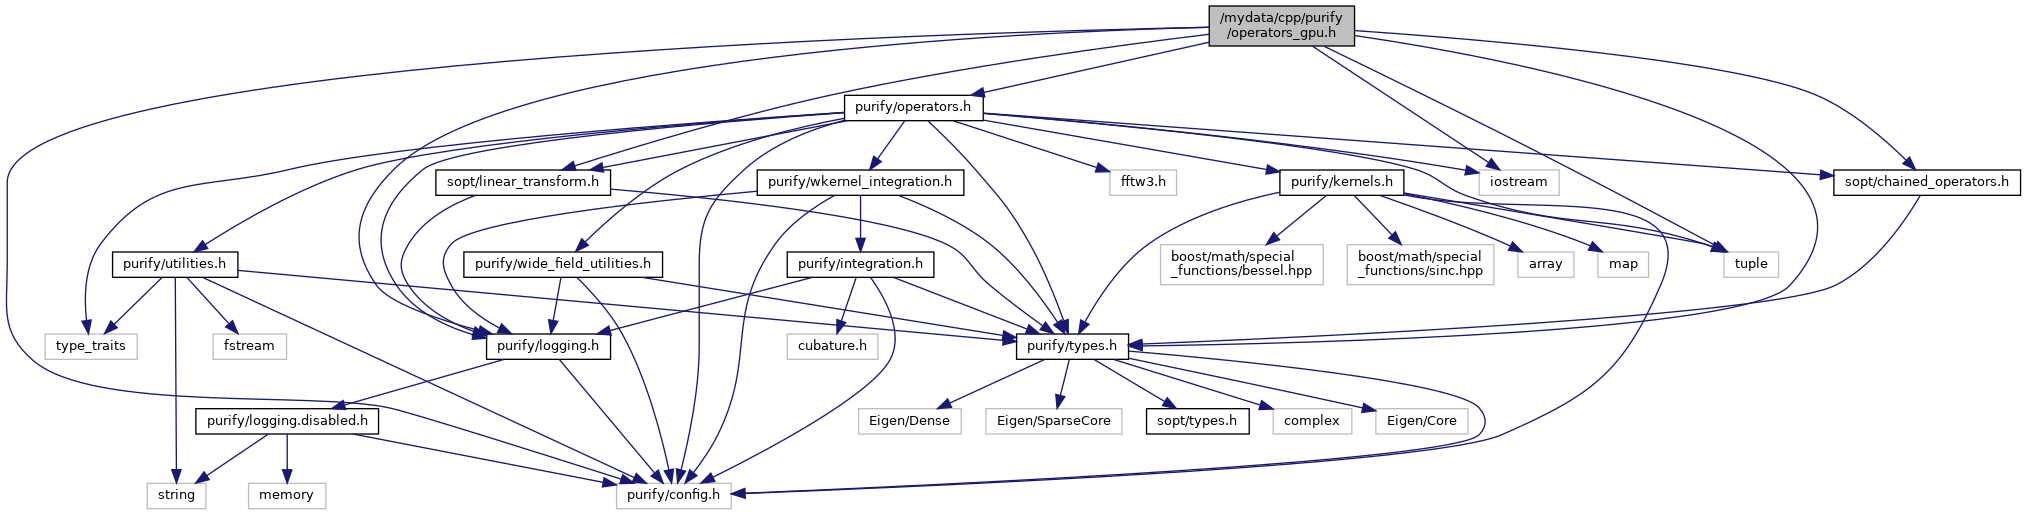 /mydata/cpp/purify
/operators_gpu.h
purify/operators.h
sopt/linear_transform.h
purify/wkernel_integration.h
fftw3.h
purify/kernels.h
iostream
sopt/chained_operators.h
purify/utilities.h
purify/wide_field_utilities.h
purify/integration.h
boost/math/special
_functions/bessel.hpp
boost/math/special
_functions/sinc.hpp
array
map
tuple
type_traits
fstream
purify/logging.h
cubature.h
purify/types.h
purify/logging.disabled.h
Eigen/Dense
Eigen/SparseCore
sopt/types.h
complex
Eigen/Core
string
memory
purify/config.h